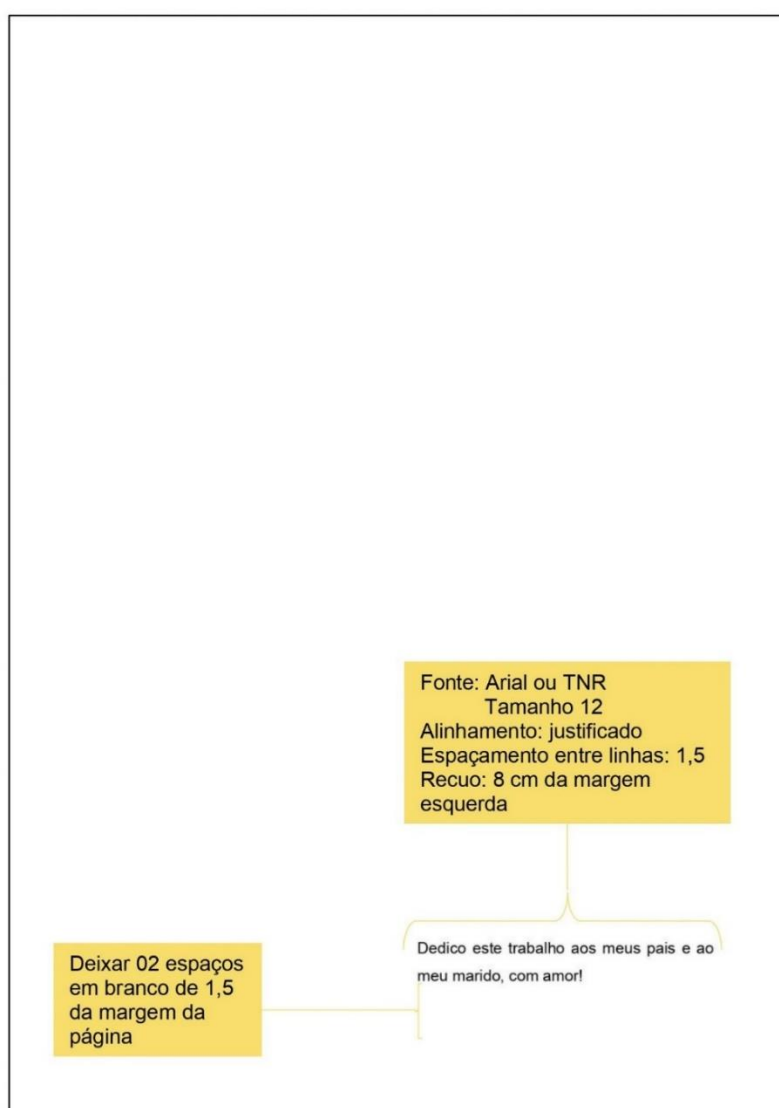 Fonte: Arial ou TNR
Tamanho 12
Alinhamento: justificado
Espaçamento entre linhas: 1,5
Recuo: 8 cm da margem
esquerda
Dedico este trabalho aos meus pais e ao
meu marido, com amor!
Deixar 02 espaços
em branco de 1,5
da margem da
página